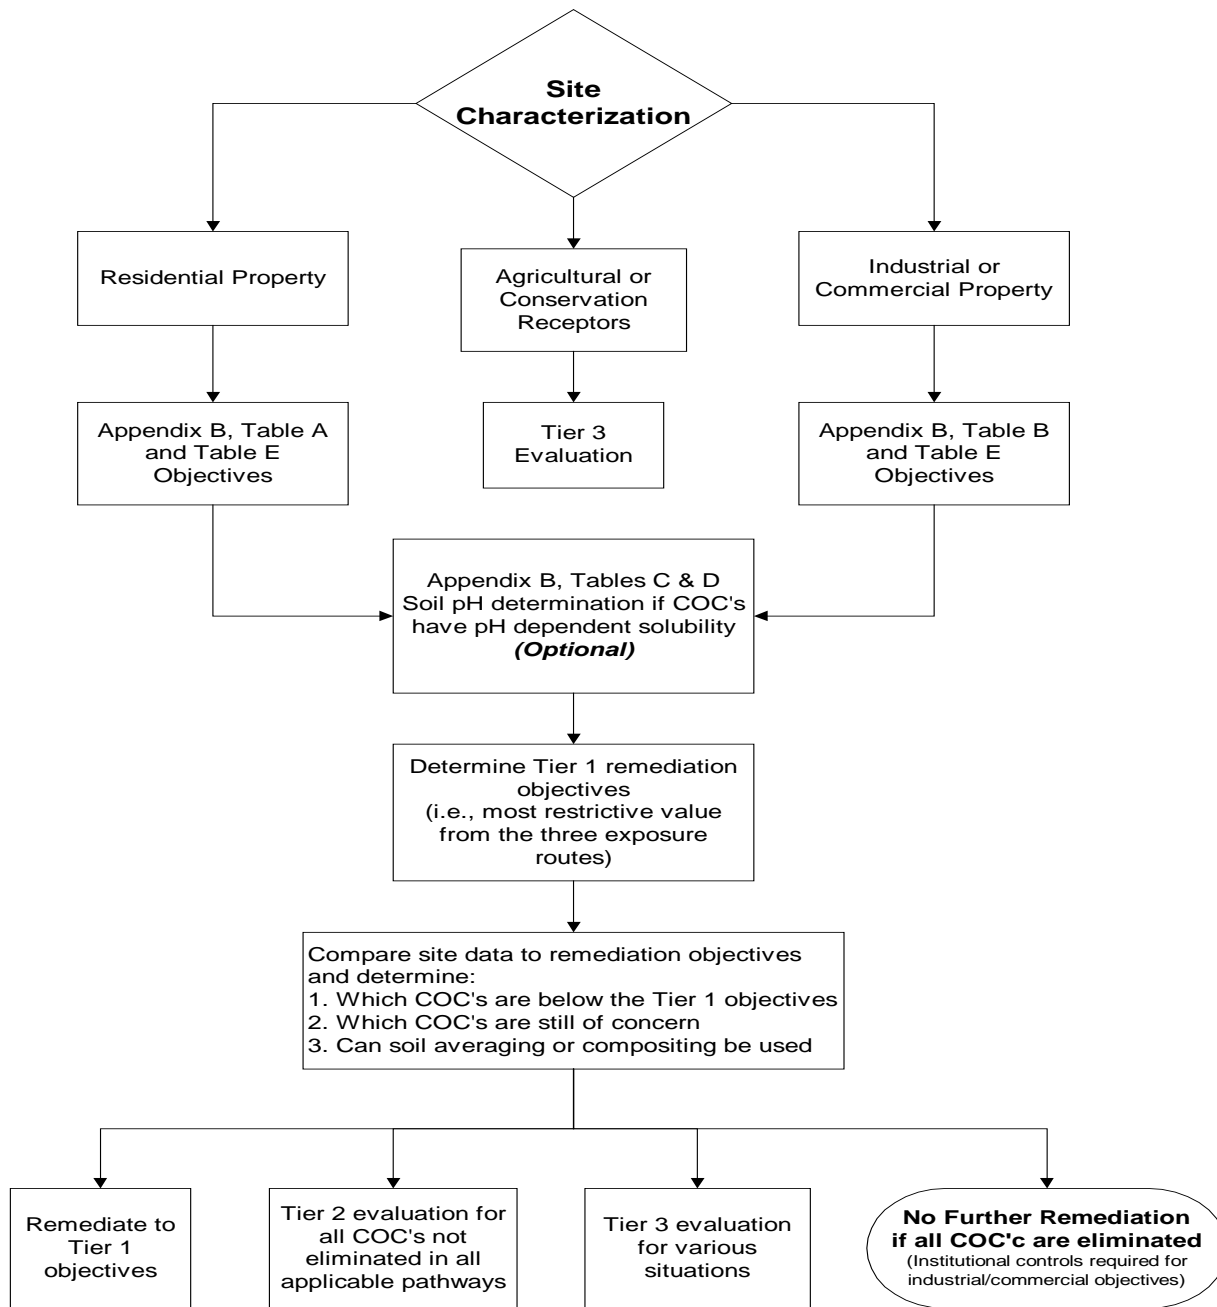 Site
Characterization
Residential Property
Agricultural or
Conservation
Receptors
Industrial or
Commercial Property
Appendix B, Table A
and Table E
Objectives
Tier 3
Evaluation
Appendix B, Table B
and Table E
Objectives
Appendix B, Tables C & D
Soil pH determination if COC's
have pH dependent solubility
(Optional)
Determine Tier 1 remediation
objectives
(i.e., most restrictive value
from the three exposure
routes)
Compare site data to remediation objectives
and determine:
1. Which COC's are below the Tier 1 objectives
2. Which COC's are still of concern
3. Can soil averaging or compositing be used
Remediate to
Tier 1
objectives
Tier 2 evaluation for
all COC's not
eliminated in all
applicable pathways
Tier 3 evaluation
for various
situations
No Further Remediation
if all COC'c are eliminated
(Institutional controls required for
industrial/commercial objectives)